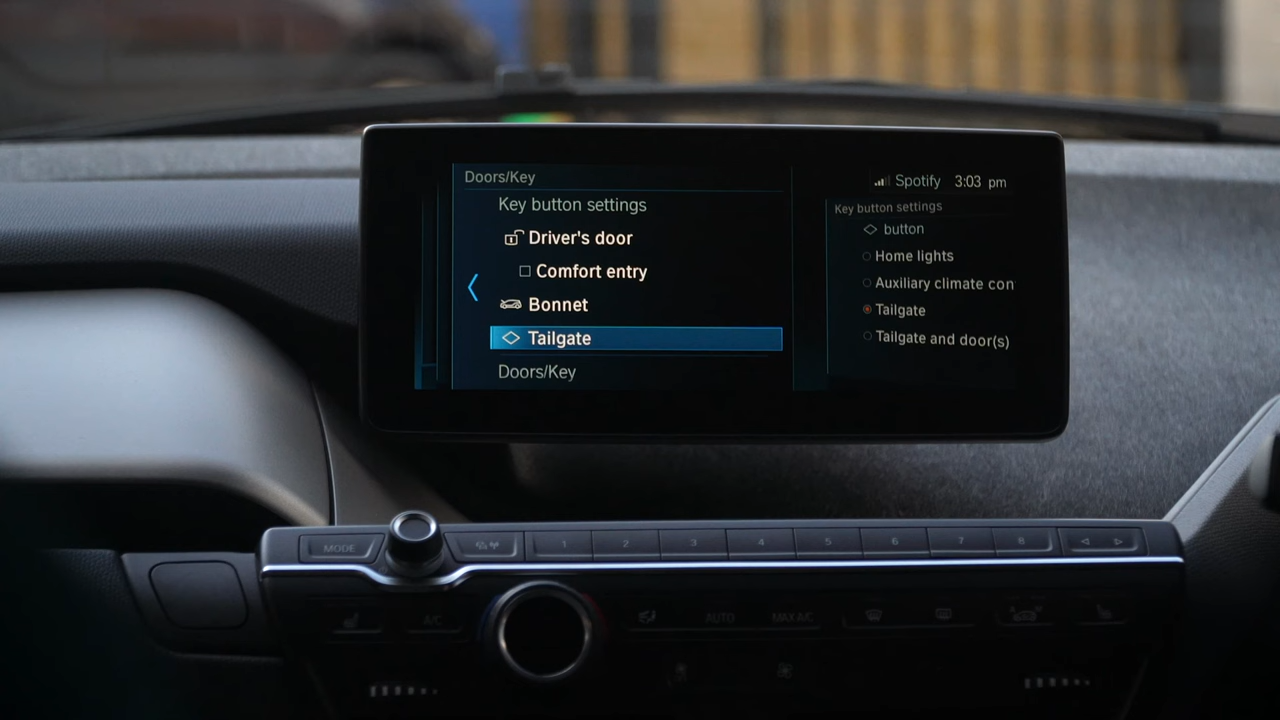 Doors/Key
Key button settings
Driver's door
Comfort entry
Bonnet
Tailgate
Doors/Key
Spotify 3:03 pm
Key button settings
button
Home lights
Auxiliary climate con
Tailgate
Tailgate and door(s)
MODE 1 2 3 4 5 6 7 8
A/C AUTO MAX A/C